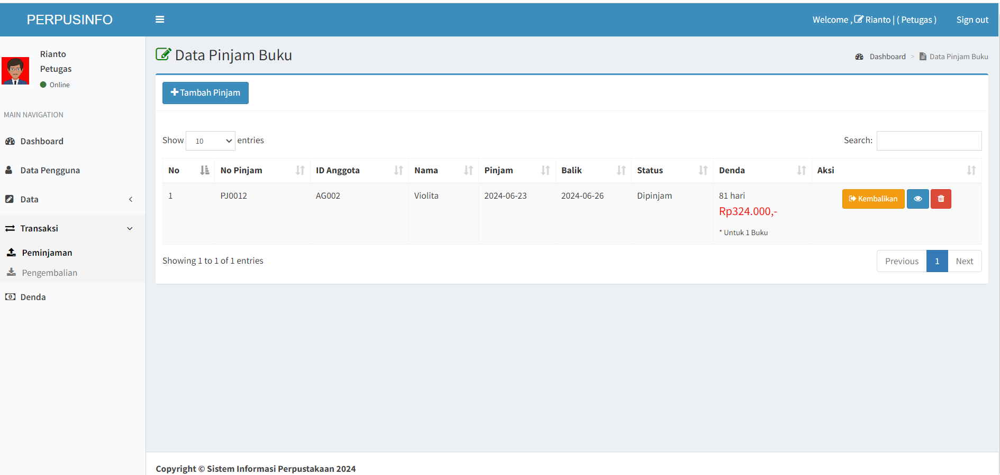 PERPUSINFO
Welcome , Rianto | ( Petugas )
Sign out
Rianto
Petugas
Online
MAIN NAVIGATION
Dashboard
Data Pengguna
Data
Transaksi
Peminjaman
Pengembalian
Denda
Data Pinjam Buku
Dashboard > Data Pinjam Buku
Tambah Pinjam
Show 10 entries
Search:
No No Pinjam ID Anggota Nama Pinjam Balik Status Denda Aksi
1 PJ0012 AG002 Violita 2024-06-23 2024-06-26 Dipinjam 81 hari Kembalikan
Rp324.000,-
* Untuk 1 Buku
Showing 1 to 1 of 1 entries
Previous 1 Next
Copyright © Sistem Informasi Perpustakaan 2024